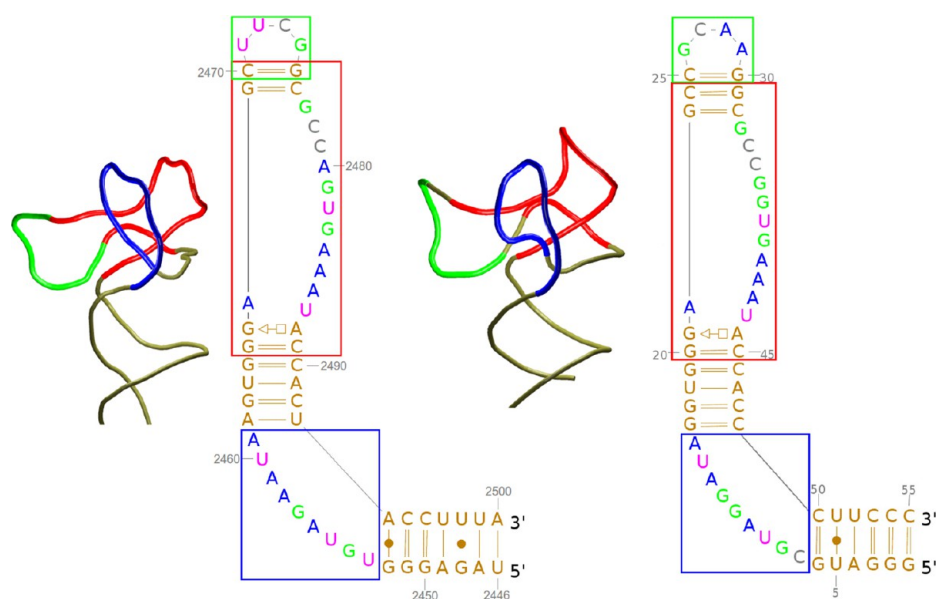 U C
U G
2470 C G
G C
G
C
C
A 2480
G
U
G
A
A
A
A U
G A
G C
G C 2490
U A
G C
A U
A
2460 U
A
A
G
A
U
G
U
2500
A C C U U U A 3'
G G G A G A U 5'
2450 2446
C A
G A
25 C G 30
C G
G C
G
C
C
G
G
U
G
A
A
A
A U
G A
20 G C 45
G C
U A
G C
G C
A
U
A
G
G
A
U
G
C
50 55
C U U C C C 3'
G U A G G G 5'
5